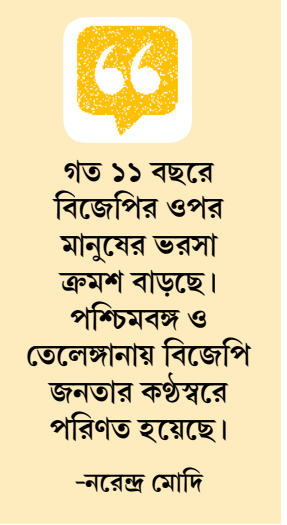 গত ১১ বছরে
বিজেপির ওপর
মানুষের ভরসা
ক্রমশ বাড়ছে।
পশ্চিমবঙ্গ ও
তেলেঙ্গানায় বিজেপি
জনতার কণ্ঠস্বরে
পরিণত হয়েছে।
-নরেন্দ্র মোদি